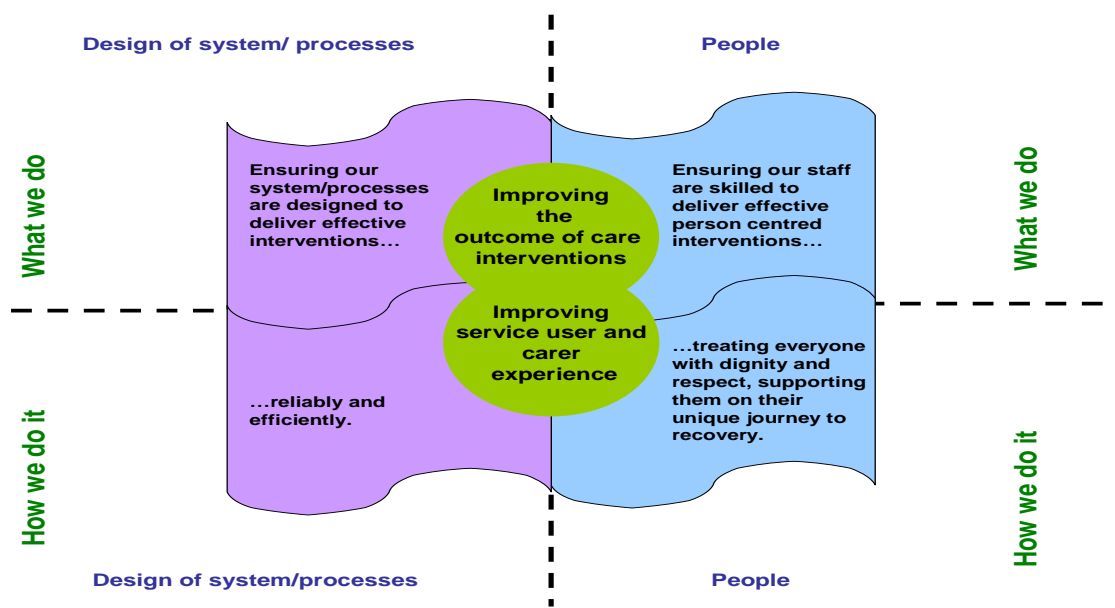 Design of system/ processes
People
What we do
Ensuring our
system/processes
are designed to
deliver effective
interventions…
Improving
the
outcome of care
interventions
Ensuring our staff
are skilled to
deliver effective
person centred
interventions…
What we do
How we do it
…reliably and
efficiently.
Improving
service user and
carer
experience
…treating everyone
with dignity and
respect, supporting
them on their
unique journey to
recovery.
How we do it
Design of system/processes
People